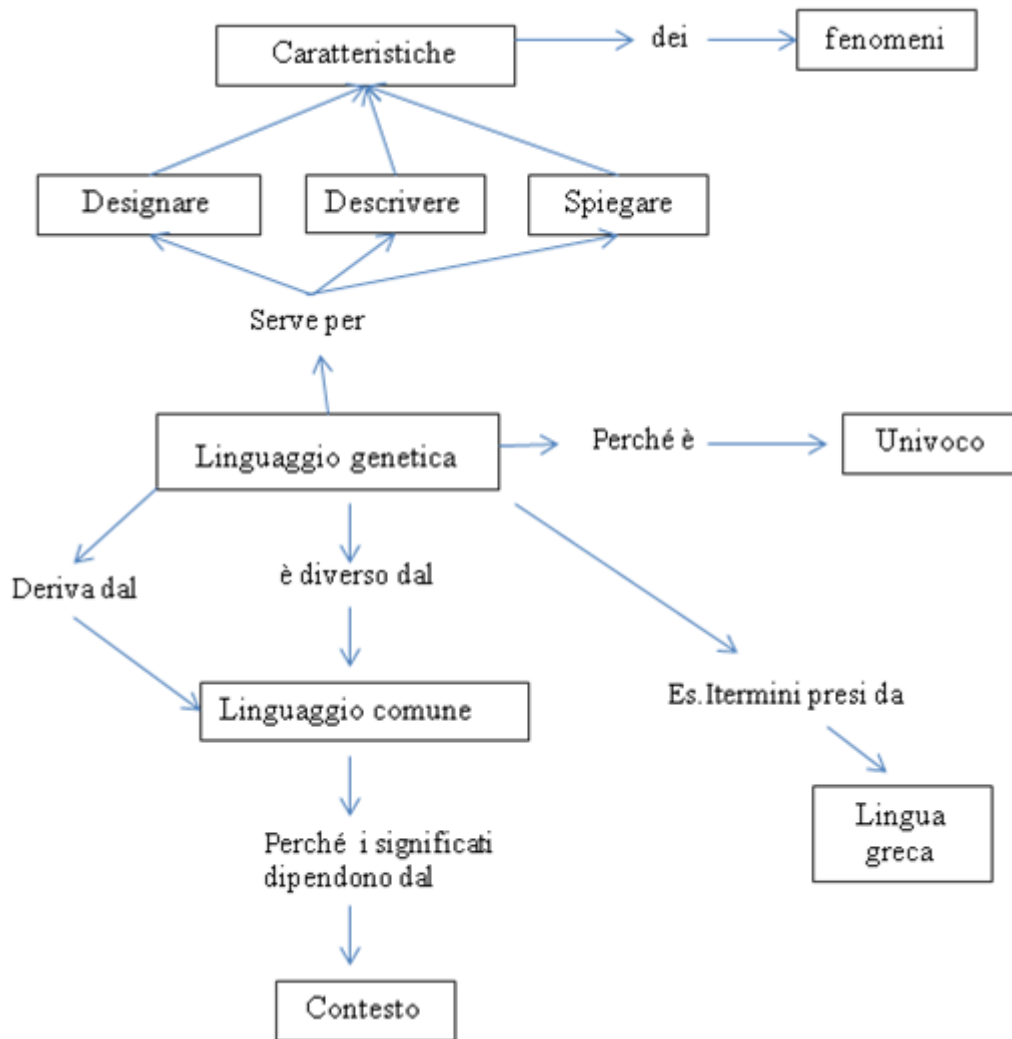 Caratteristiche
dei
fenomeni
Designare
Descrivere
Spiegare
Serve per
Linguaggio genetica
Perché è
Univoco
Deriva dal
è diverso dal
Linguaggio comune
Es.Itermini presi da
Lingua
greca
Perché i significati
dipendono dal
Contesto